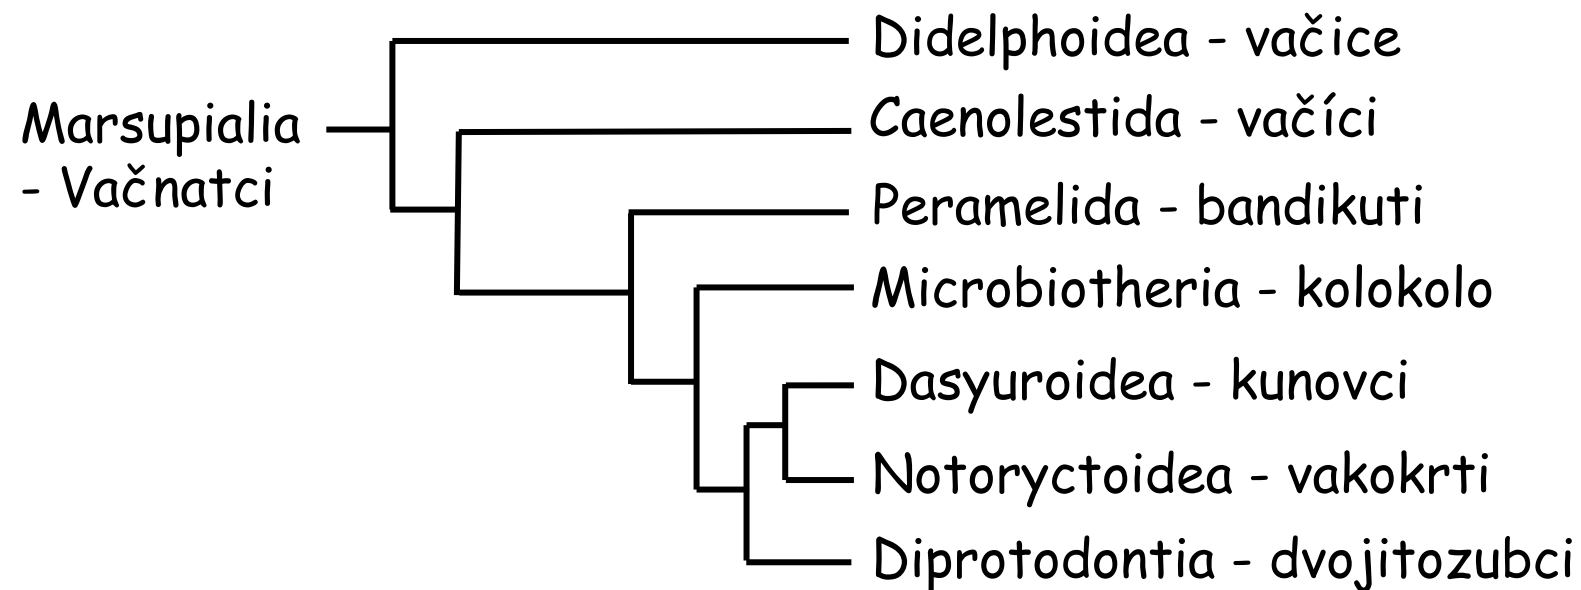 Didelphoidea - vačice
Marsupialia
- Vačnatci
Caenolestida - vačíci
Peramelida - bandikuti
Microbiotheria - kolokolo
Dasyuroidea - kunovci
Notoryctoidea - vakokrti
Diprotodontia - dvojitozubci